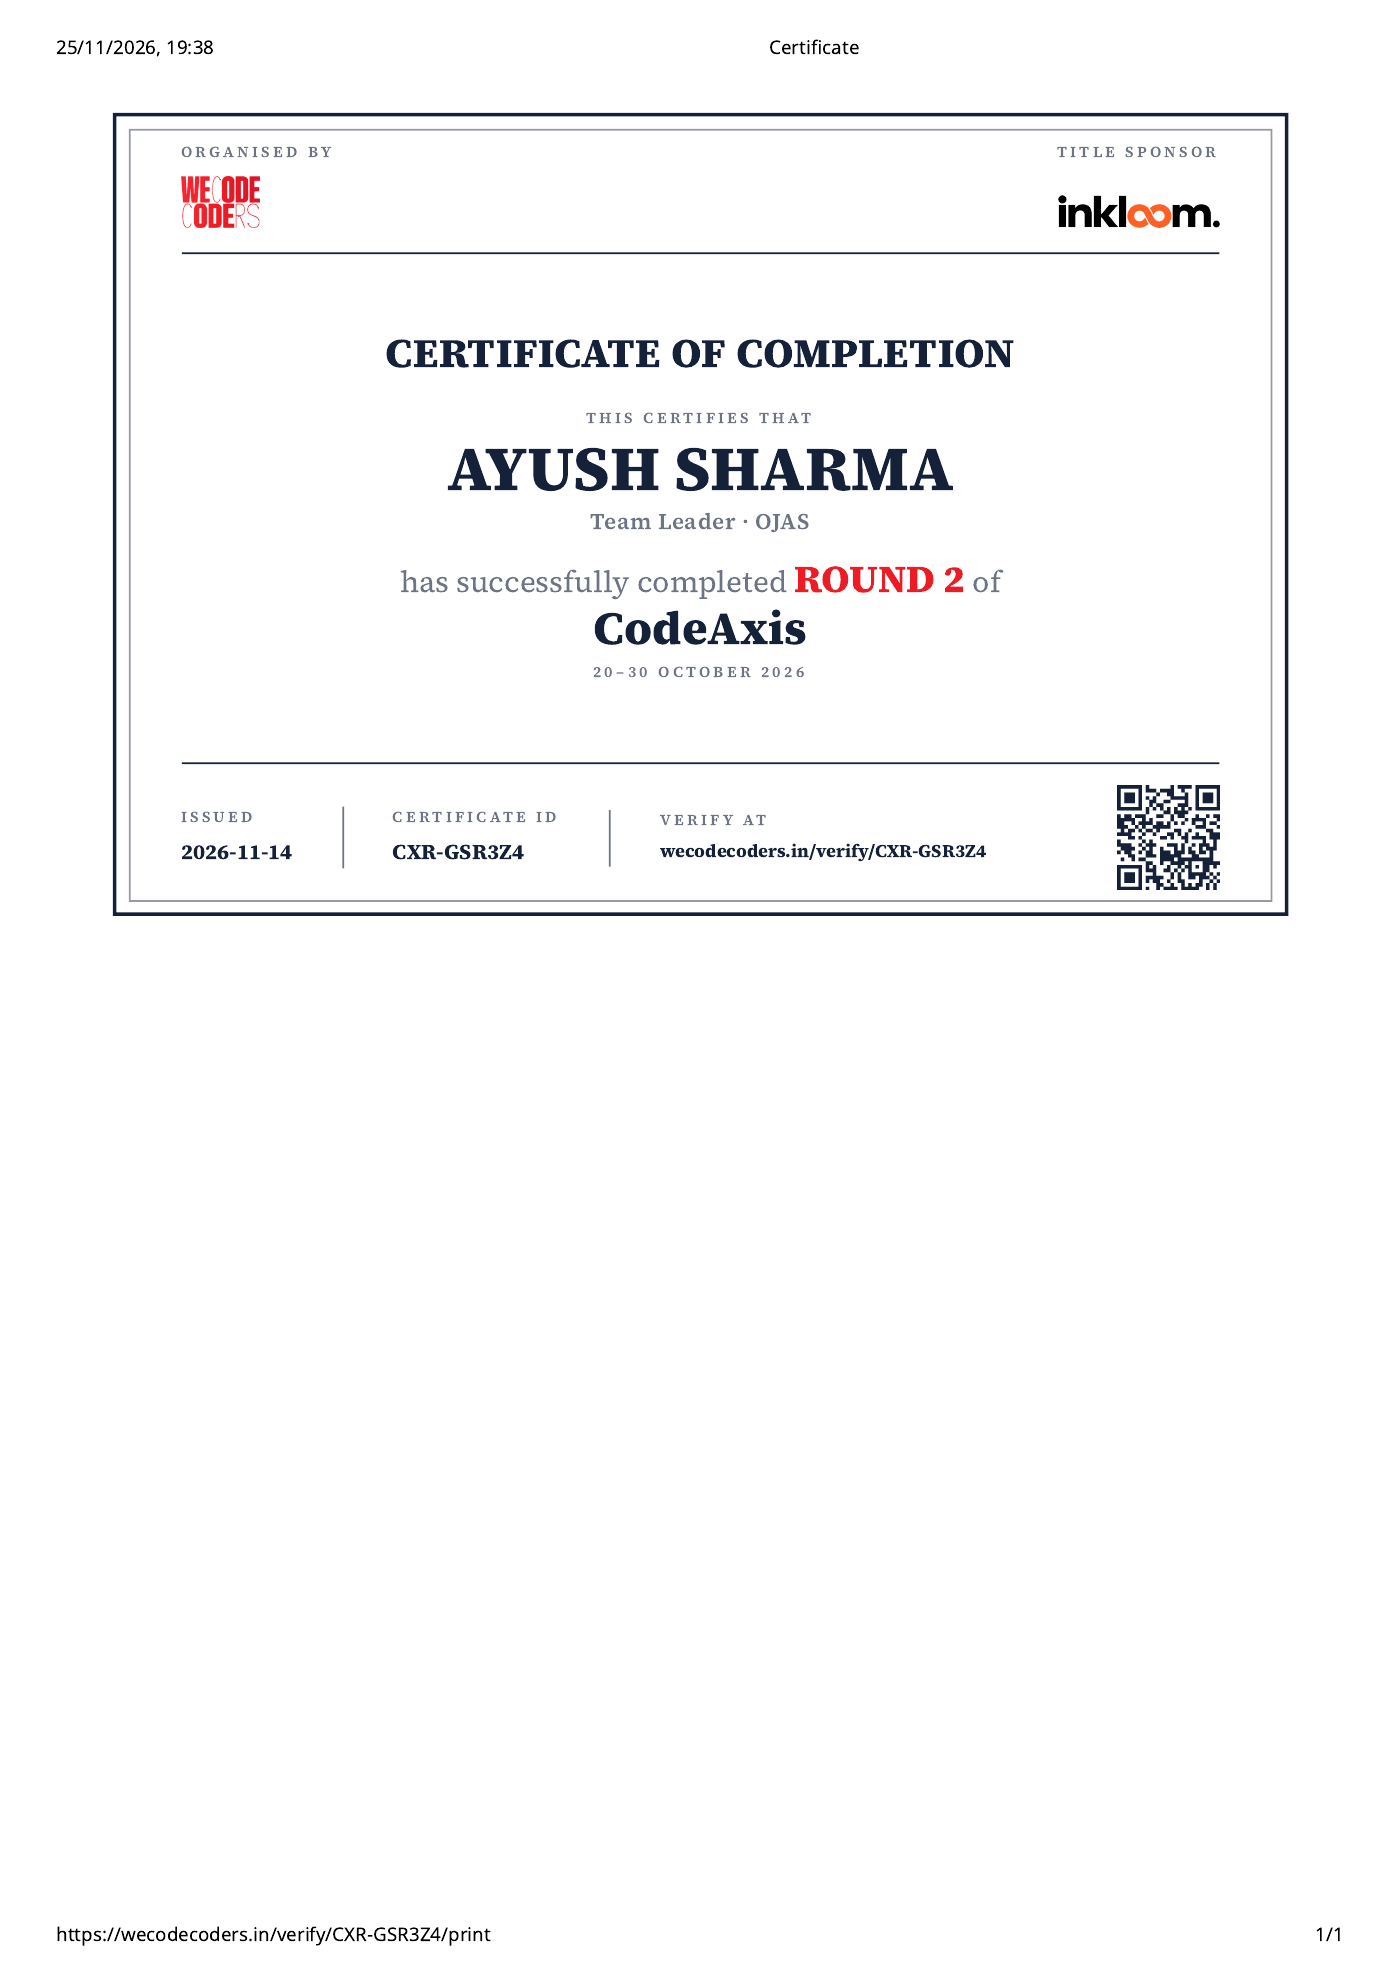 25/11/2026, 19:38
Certificate
ORGANISED BY
TITLE SPONSOR
WECODE
CODERS
inkloom.
CERTIFICATE OF COMPLETION
THIS CERTIFIES THAT
AYUSH SHARMA
Team Leader · OJAS
has successfully completed ROUND 2 of
CodeAxis
20–30 OCTOBER 2026
ISSUED
2026-11-14
CERTIFICATE ID
CXR-GSR3Z4
VERIFY AT
wecodecoders.in/verify/CXR-GSR3Z4
https://wecodecoders.in/verify/CXR-GSR3Z4/print
1/1